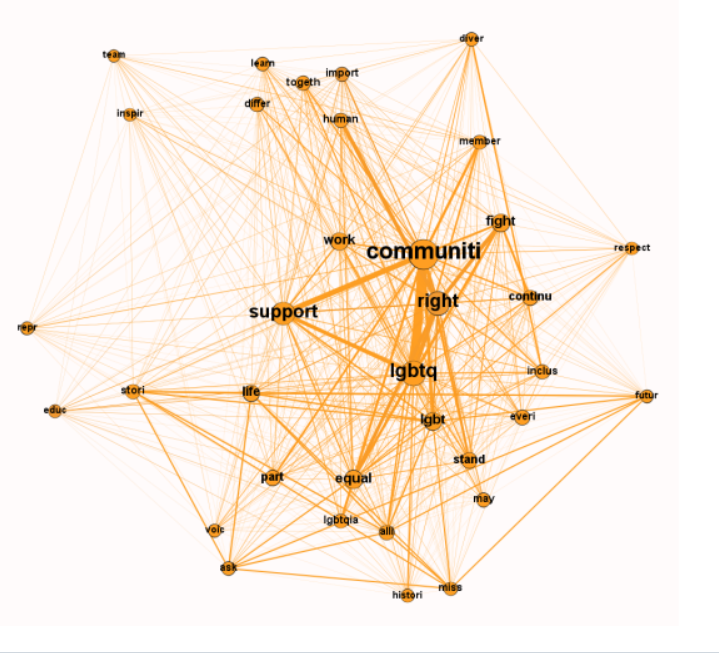 diver
team
learn
import
togeth
differ
inspir
human
member
fight
work
respect
communiti
continu
right
support
repr
lgbtq
inclus
stori
life
futur
educ
everi
lgbt
stand
part
equal
may
lgbtqia
voic
alli
ask
miss
histori